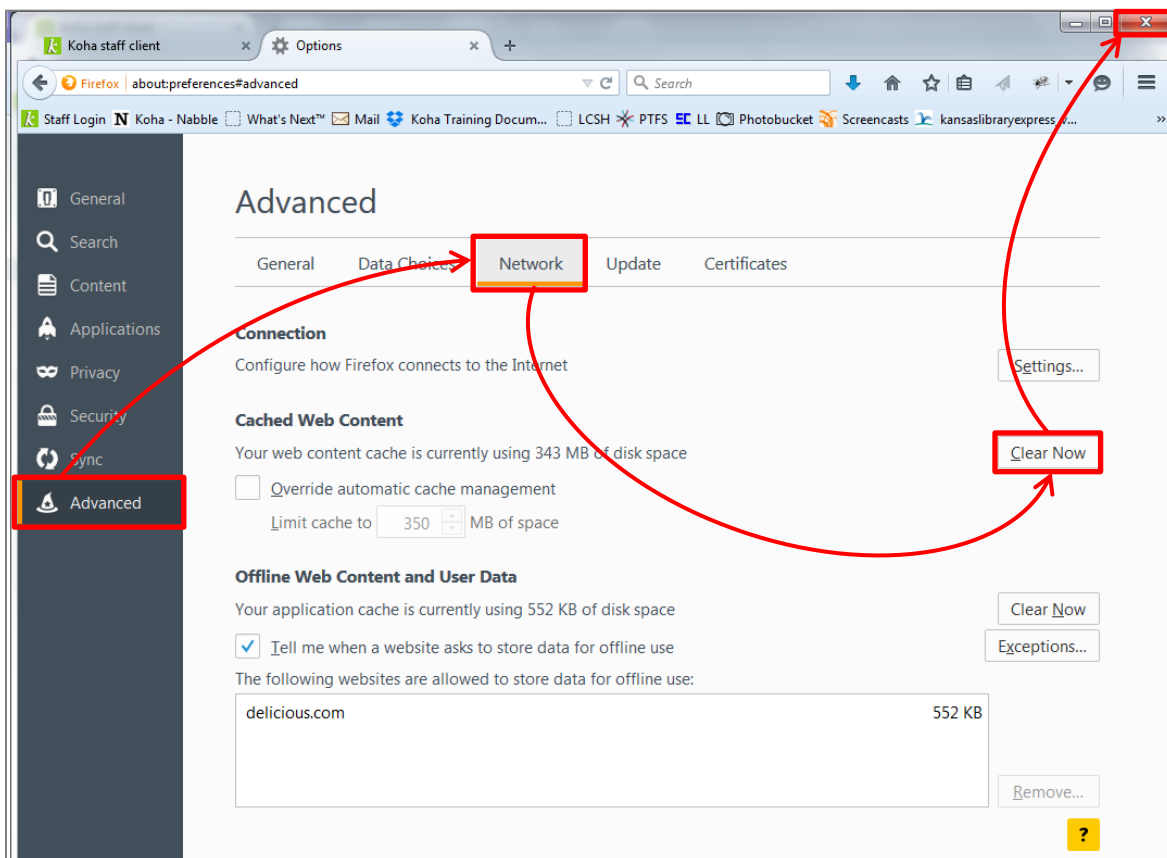 Koha staff client
Options
Firefox about:preferences#advanced
Search
Staff Login Koha - Nabble What's Next™ Mail Koha Training Docum... LCSH PTFS LL Photobucket Screencasts kansaslibraryexpress.v... »
General
Search
Content
Applications
Privacy
Security
Sync
Advanced
Advanced
General Data Choices Network Update Certificates
Connection
Configure how Firefox connects to the Internet Settings...
Cached Web Content
Your web content cache is currently using 343 MB of disk space Clear Now
Override automatic cache management
Limit cache to 350 MB of space
Offline Web Content and User Data
Your application cache is currently using 552 KB of disk space Clear Now
Tell me when a website asks to store data for offline use Exceptions...
The following websites are allowed to store data for offline use:
delicious.com 552 KB
Remove...
?